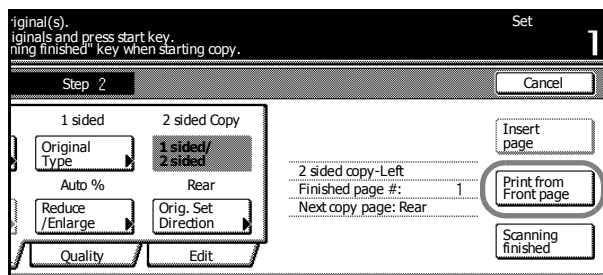 riginal(s).
iginals and press start key.
ning finished" key when starting copy.
Set
1
Step 2
Cancel
1 sided
2 sided Copy
Original
Type
1 sided/
2 sided
Auto %
Rear
Reduce
/Enlarge
Orig. Set
Direction
Quality
Edit
2 sided copy-Left
Finished page #: 1
Next copy page: Rear
Insert
page
Print from
Front page
Scanning
finished